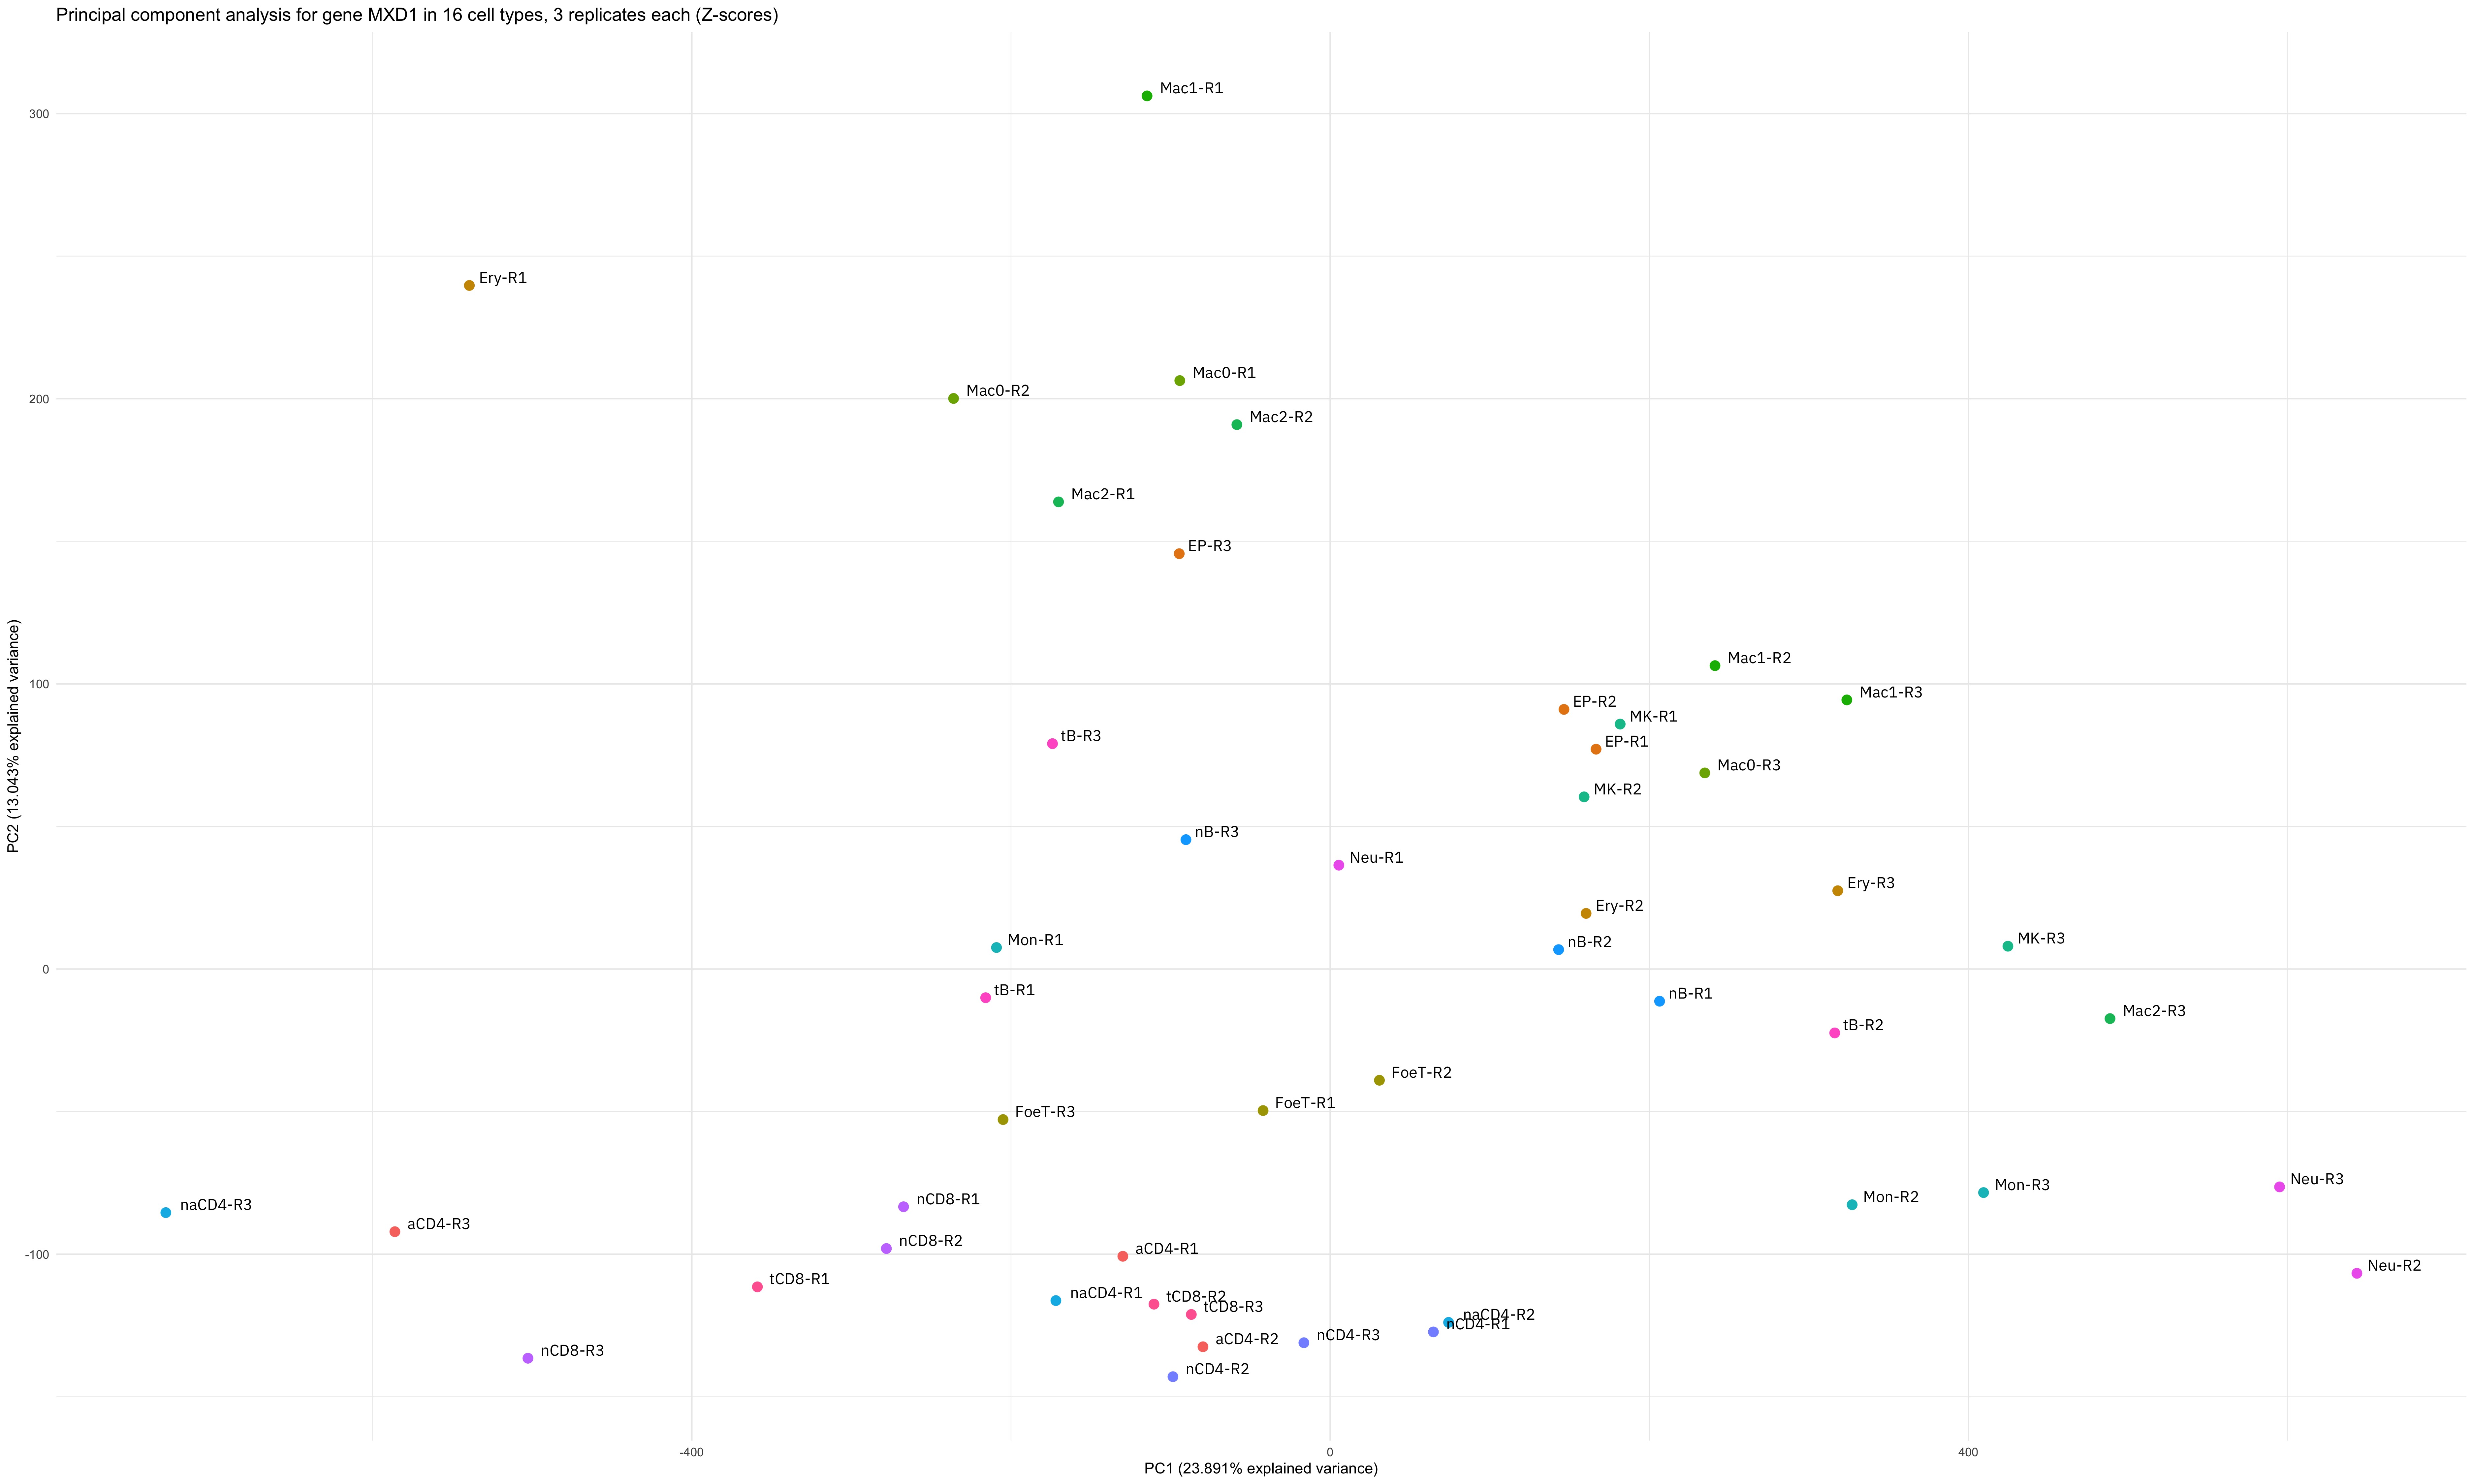 Principal component analysis for gene MXD1 in 16 cell types, 3 replicates each (Z-scores)
Mac1-R1
300
Ery-R1
Mac0-R1
Mac0-R2
200
Mac2-R2
Mac2-R1
EP-R3
Mac1-R2
100
Mac1-R3
EP-R2
MK-R1
tB-R3
EP-R1
Mac0-R3
MK-R2
nB-R3
Neu-R1
Ery-R3
Ery-R2
Mon-R1
nB-R2
MK-R3
0
tB-R1
nB-R1
Mac2-R3
tB-R2
FoeT-R2
FoeT-R1
FoeT-R3
Neu-R3
Mon-R3
Mon-R2
nCD8-R1
naCD4-R3
aCD4-R3
nCD8-R2
aCD4-R1
-100
Neu-R2
tCD8-R1
naCD4-R1
tCD8-R2
tCD8-R3
naCD4-R2
nCD4-R1
nCD4-R3
aCD4-R2
nCD8-R3
nCD4-R2
-400
0
400
PC1 (23.891% explained variance)
PC2 (13.043% explained variance)